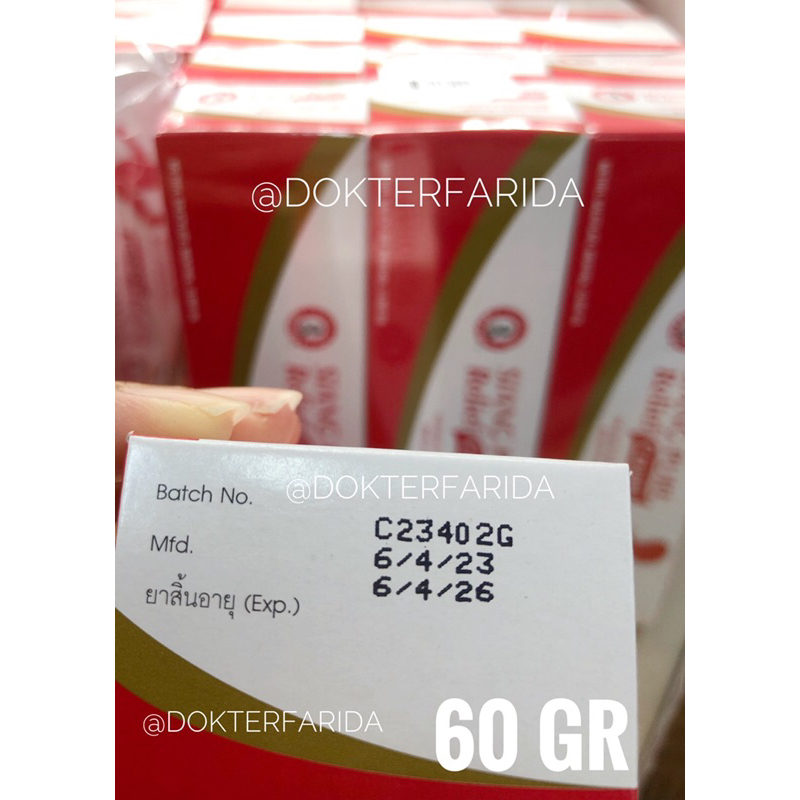 @DOKTERFARIDA
Batch No.
@DOKTERFARIDA
C23402G
Mfd.
6/4/23
ยาสิ้นอายุ (Exp.)
6/4/26
@DOKTERFARIDA
60 GR